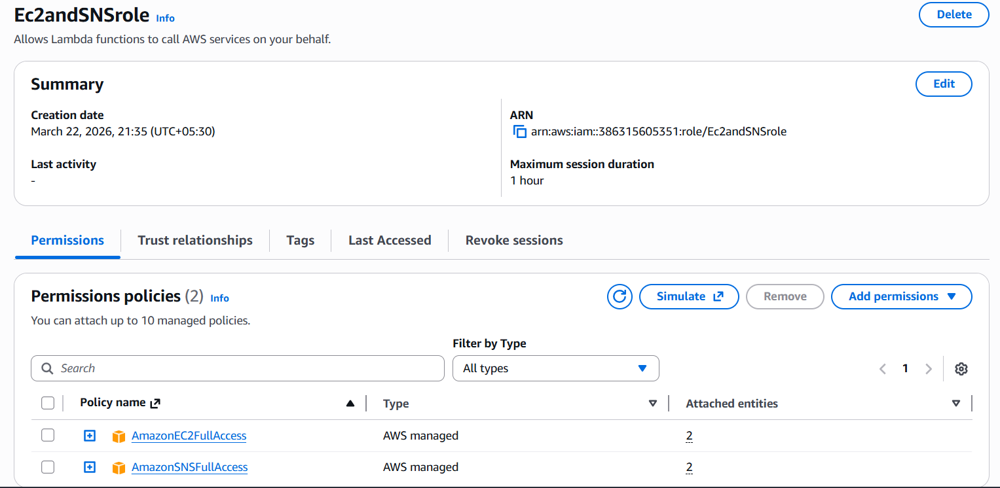 Ec2andSNSrole Info
Delete
Allows Lambda functions to call AWS services on your behalf.
Summary
Edit
Creation date
March 22, 2026, 21:35 (UTC+05:30)
ARN
arn:aws:iam::386315605351:role/Ec2andSNSrole
Last activity
-
Maximum session duration
1 hour
Permissions Trust relationships Tags Last Accessed Revoke sessions
Permissions policies (2) Info
Simulate Remove Add permissions
You can attach up to 10 managed policies.
Filter by Type
Search All types 1
Policy name Type Attached entities
AmazonEC2FullAccess AWS managed 2
AmazonSNSFullAccess AWS managed 2